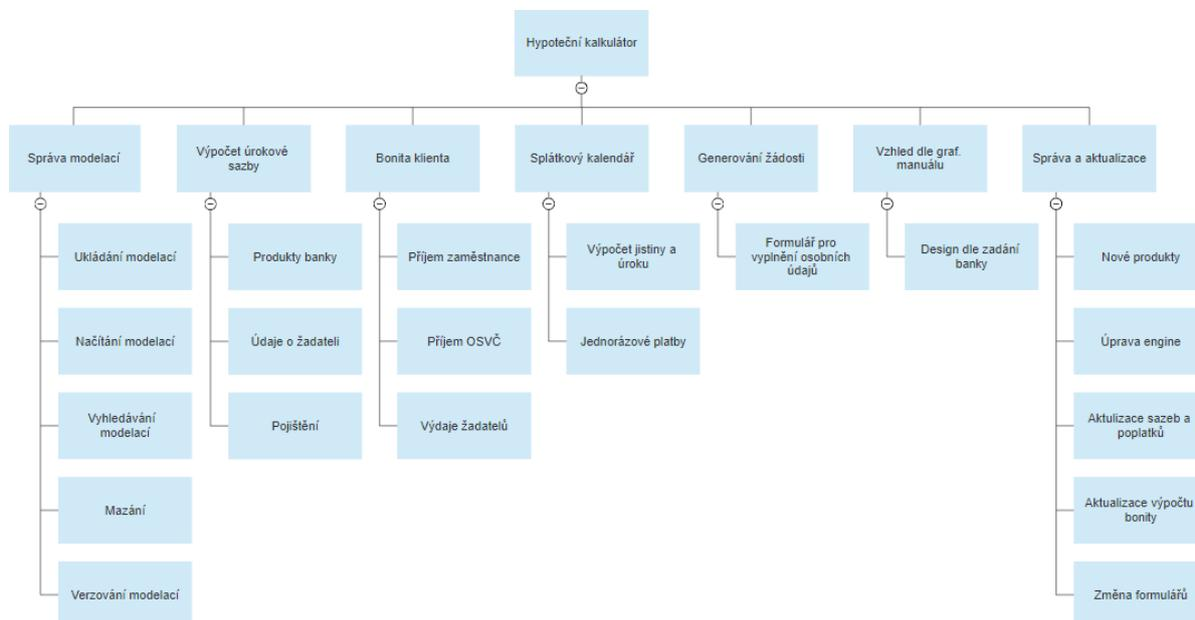 Hypoteční kalkulátor
Správa modelací
Výpočet úrokové
sazby
Bonita klienta
Splátkový kalendář
Generování žádosti
Vzhled dle graf.
manuálu
Správa a aktualizace
Ukládání modelací
Načítání modelací
Vyhledávání
modelací
Mazání
Verzování modelací
Produkty banky
Údaje o žadateli
Pojištění
Příjem zaměstnance
Příjem OSVČ
Výdaje žadatelů
Výpočet jistiny a
úroku
Jednorázové platby
Formulář pro
vyplnění osobních
údajů
Design dle zadání
banky
Nové produkty
Úprava engine
Aktulizace sazeb a
poplatků
Aktualizace výpočtu
bonity
Změna formulářů